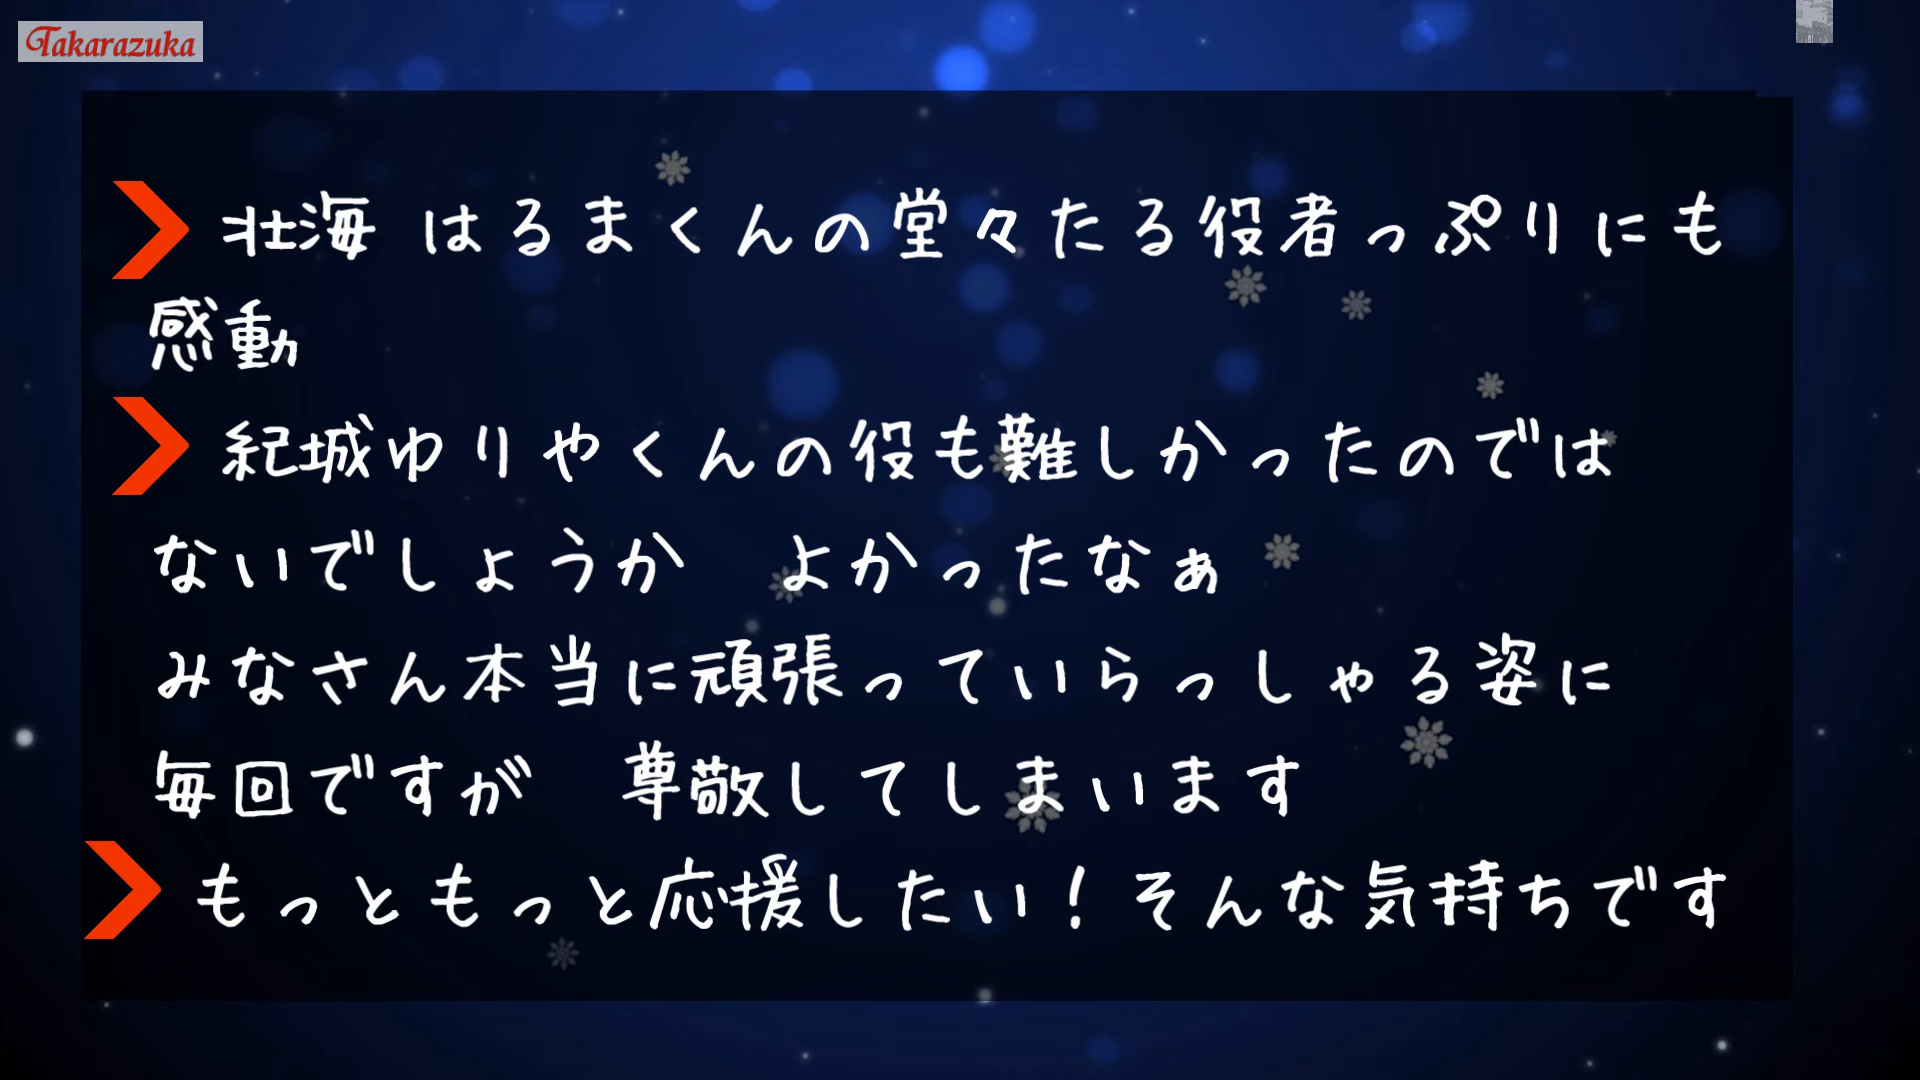 Takarazuka
壮海 はるまくんの堂々たる役者っぷりにも
感動
紀城ゆりやくんの役も難しかったのでは
ないでしょうか　よかったなぁ
みなさん本当に頑張っていらっしゃる姿に
毎回ですが　尊敬してしまいます
もっともっと応援したい！そんな気持ちです